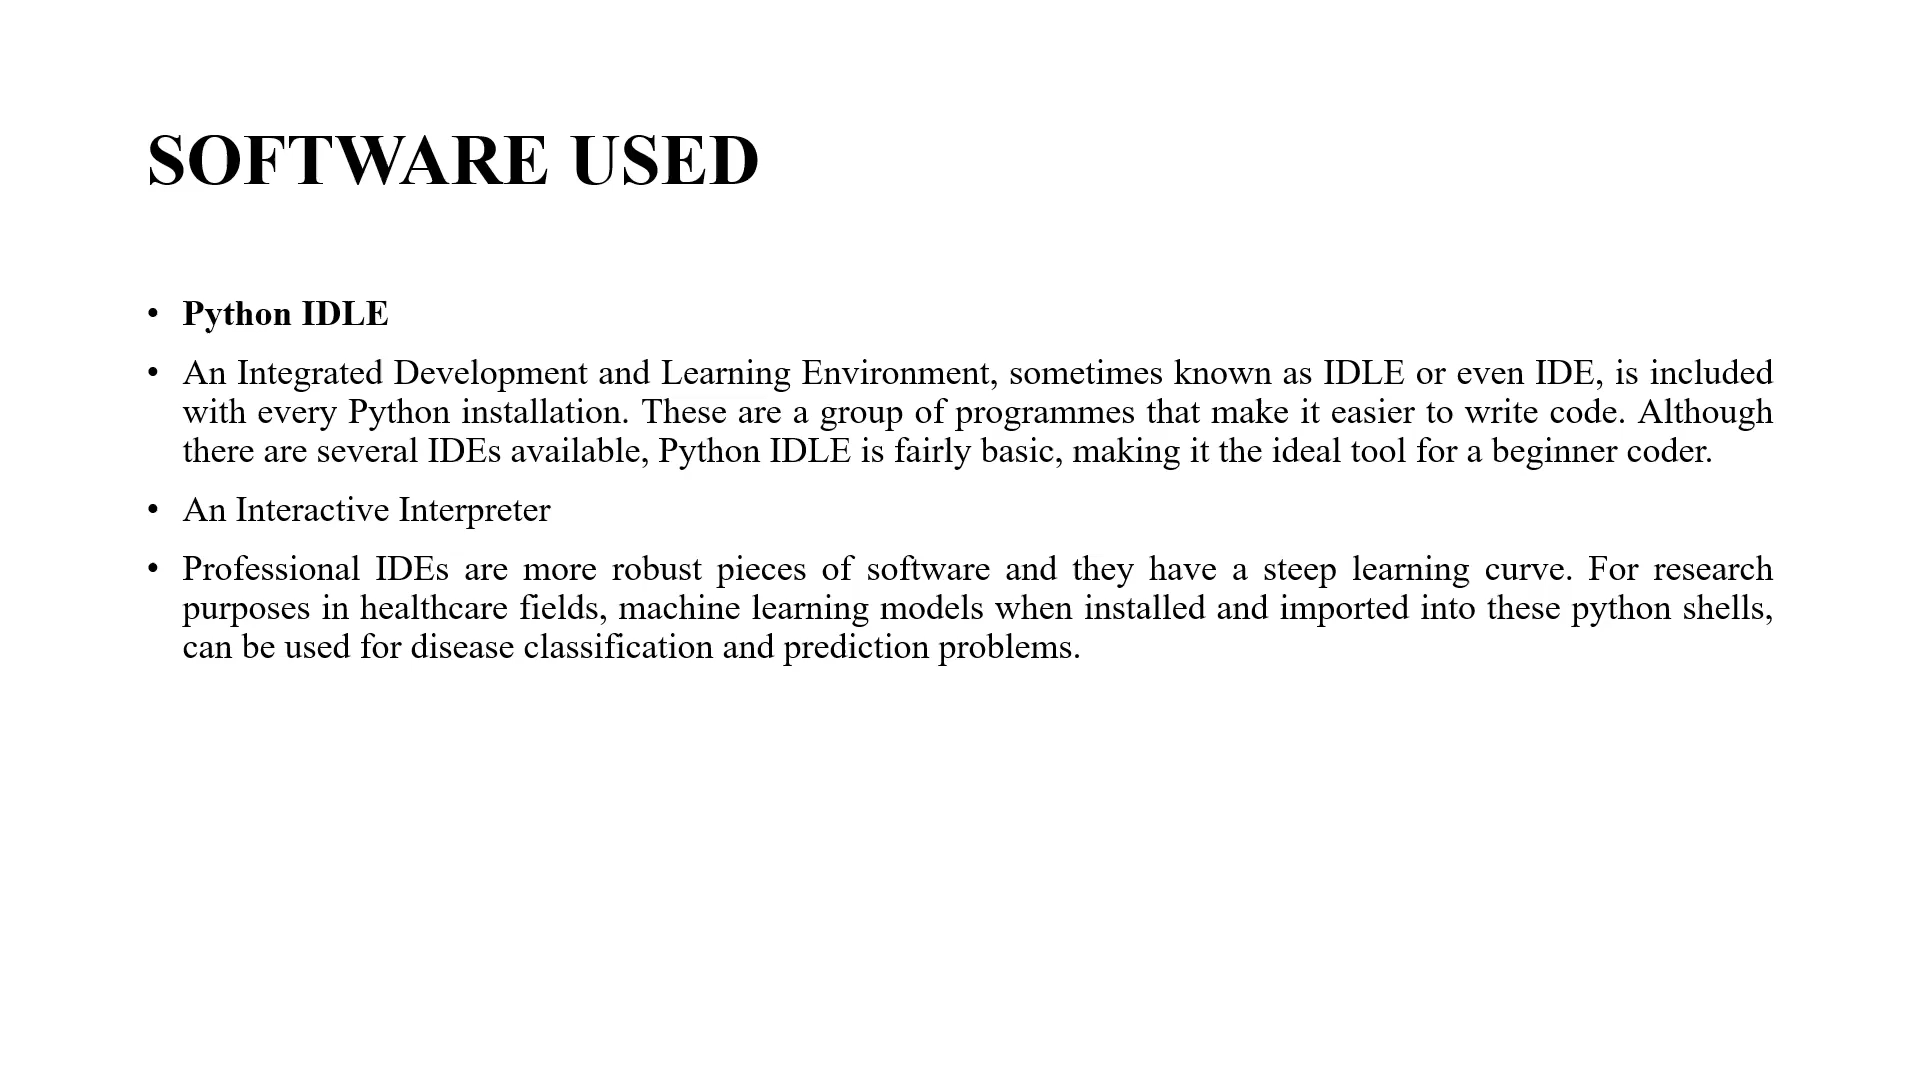 SOFTWARE USED
• Python IDLE
• An Integrated Development and Learning Environment, sometimes known as IDLE or even IDE, is included
with every Python installation. These are a group of programmes that make it easier to write code. Although
there are several IDEs available, Python IDLE is fairly basic, making it the ideal tool for a beginner coder.
• An Interactive Interpreter
• Professional IDEs are more robust pieces of software and they have a steep learning curve. For research
purposes in healthcare fields, machine learning models when installed and imported into these python shells,
can be used for disease classification and prediction problems.